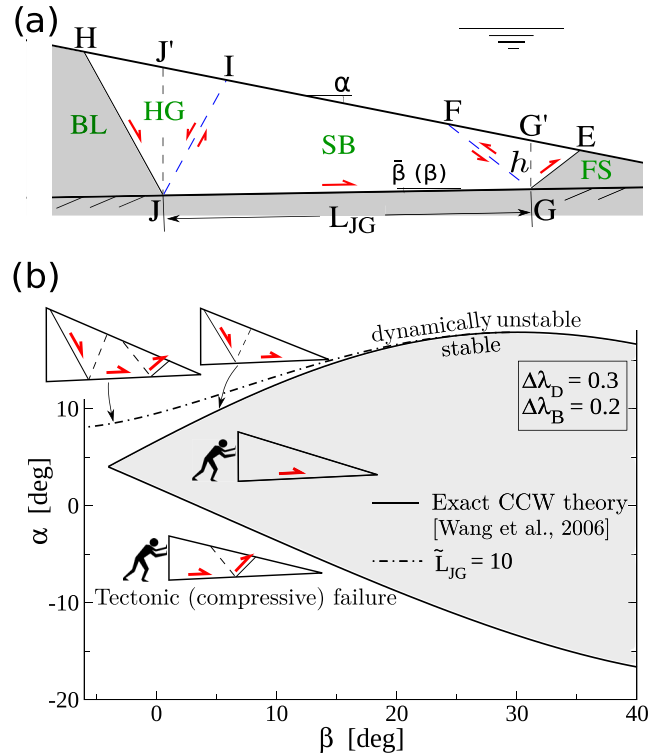 (a)
H
J'
I
α
F
G'
E
BL
HG
SB
h
FS
β̄ (β)
J
L_JG
G
(b)
dynamically unstable
stable
Δλ_D = 0.3
Δλ_B = 0.2
Exact CCW theory
[Wang et al., 2006]
L̃_JG = 10
Tectonic (compressive) failure
α [deg]
10
0
-10
-20
0
10
20
30
40
β [deg]